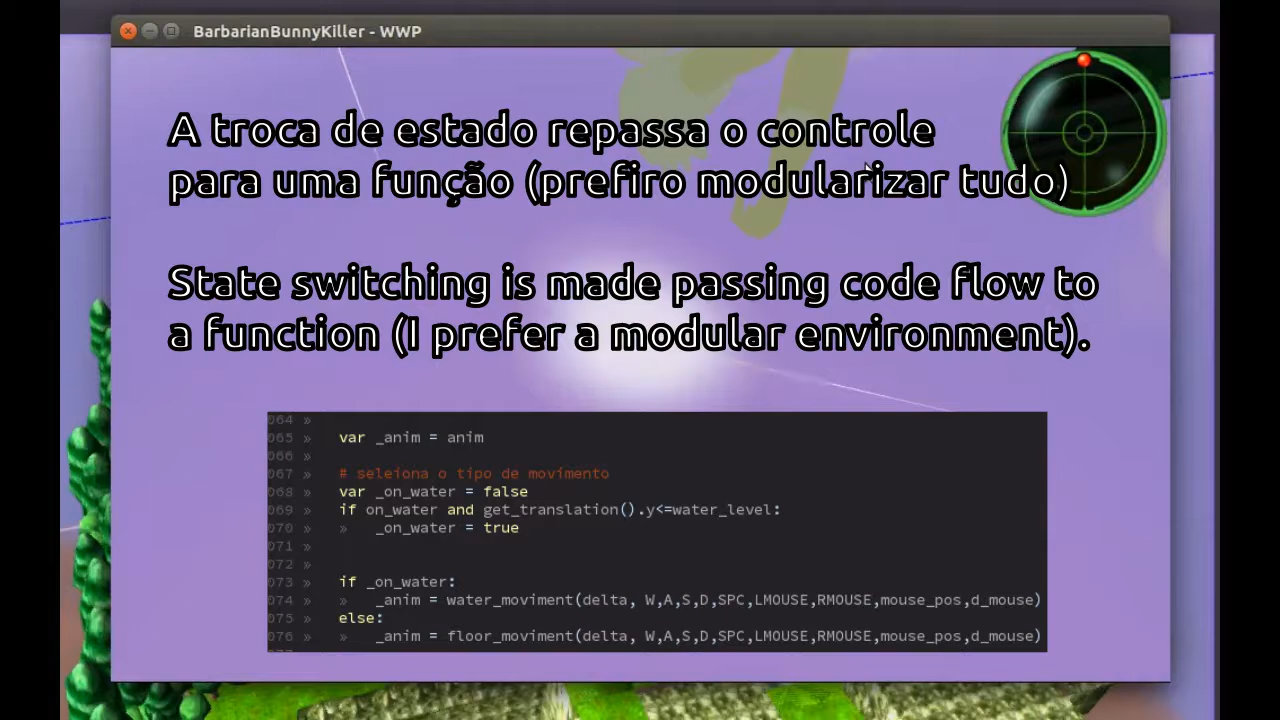 BarbarianBunnyKiller - WWP
A troca de estado repassa o controle
para uma função (prefiro modularizar tudo)
State switching is made passing code flow to
a function (I prefer a modular environment).
064 »
065 » var _anim = anim
066 »
067 » # seleiona o tipo de movimento
068 » var _on_water = false
069 » if on_water and get_translation().y<=water_level:
070 » » _on_water = true
071 »
072 »
073 » if _on_water:
074 » » _anim = water_moviment(delta, W,A,S,D,SPC,LMOUSE,RMOUSE,mouse_pos,d_mouse)
075 » else:
076 » » _anim = floor_moviment(delta, W,A,S,D,SPC,LMOUSE,RMOUSE,mouse_pos,d_mouse)